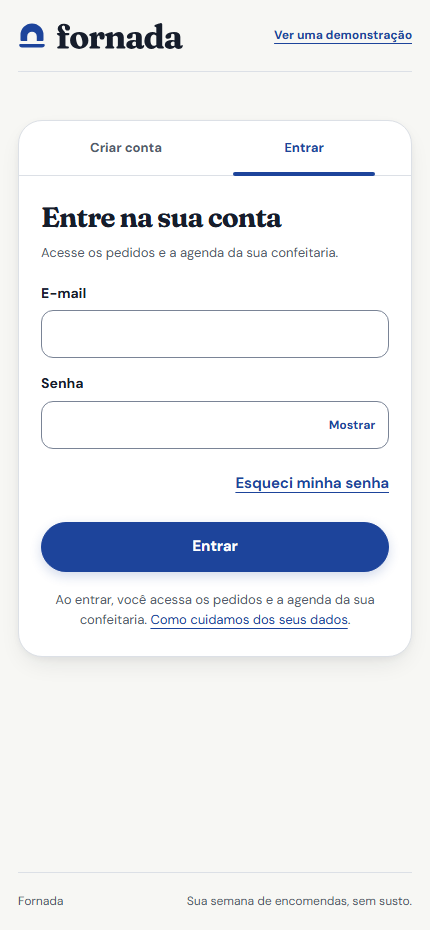 fornada
Ver uma demonstração
Criar conta
Entrar
Entre na sua conta
Acesse os pedidos e a agenda da sua confeitaria.
E-mail
Senha
Mostrar
Esqueci minha senha
Entrar
Ao entrar, você acessa os pedidos e a agenda da sua
confeitaria. Como cuidamos dos seus dados.
Fornada
Sua semana de encomendas, sem susto.